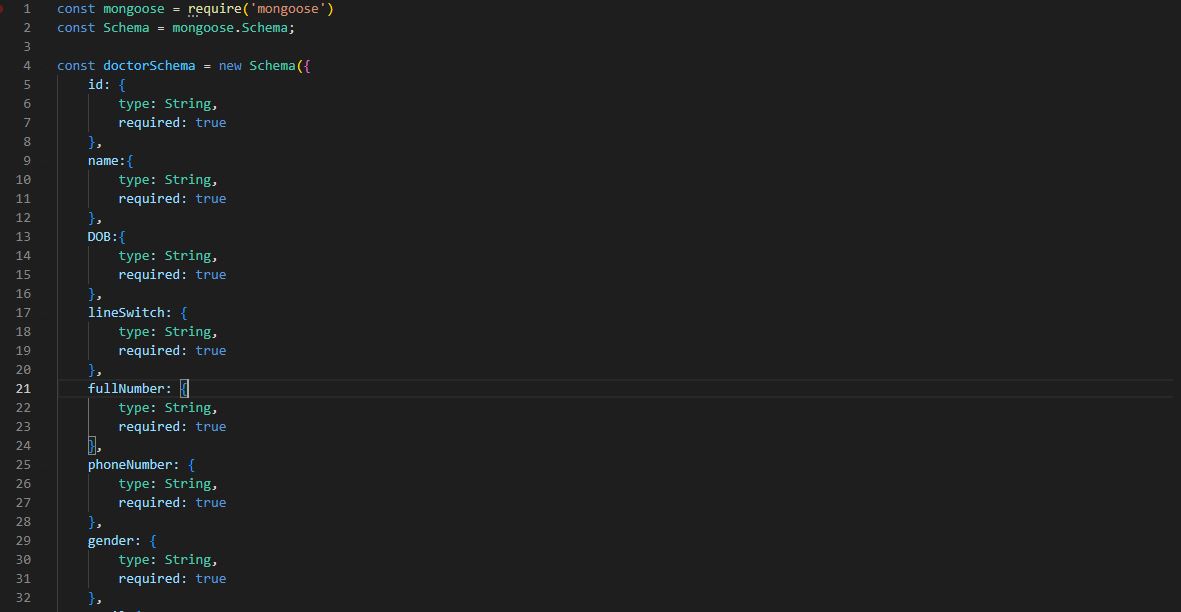 1 const mongoose = require('mongoose')
2 const Schema = mongoose.Schema;
3
4 const doctorSchema = new Schema({
5     id: {
6         type: String,
7         required: true
8     },
9     name:{
10         type: String,
11         required: true
12     },
13     DOB:{
14         type: String,
15         required: true
16     },
17     lineSwitch: {
18         type: String,
19         required: true
20     },
21     fullNumber: {
22         type: String,
23         required: true
24     },
25     phoneNumber: {
26         type: String,
27         required: true
28     },
29     gender: {
30         type: String,
31         required: true
32     },